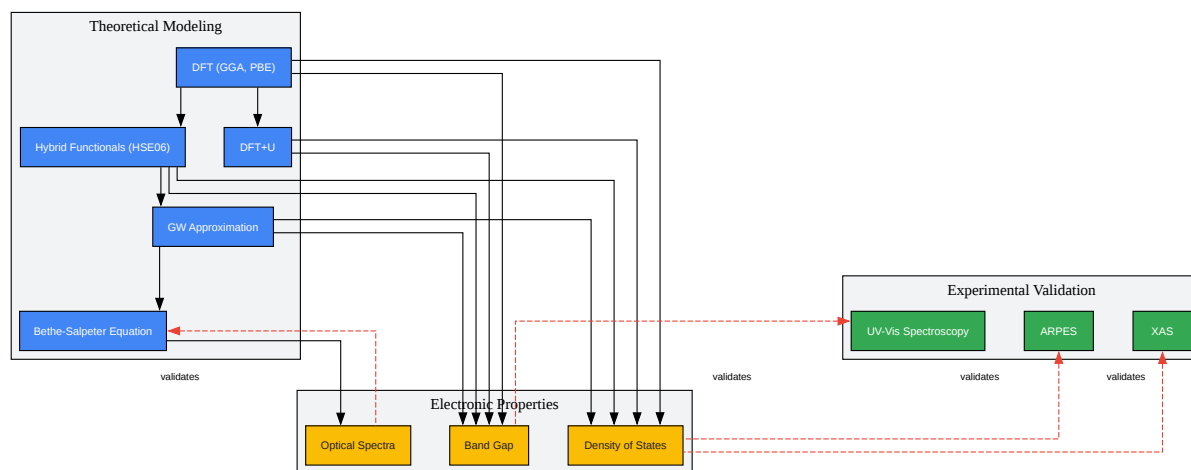 Theoretical Modeling
DFT (GGA, PBE)
Hybrid Functionals (HSE06)
DFT+U
GW Approximation
Bethe-Salpeter Equation
Experimental Validation
UV-Vis Spectroscopy
ARPES
XAS
validates
validates
validates
validates
Electronic Properties
Optical Spectra
Band Gap
Density of States